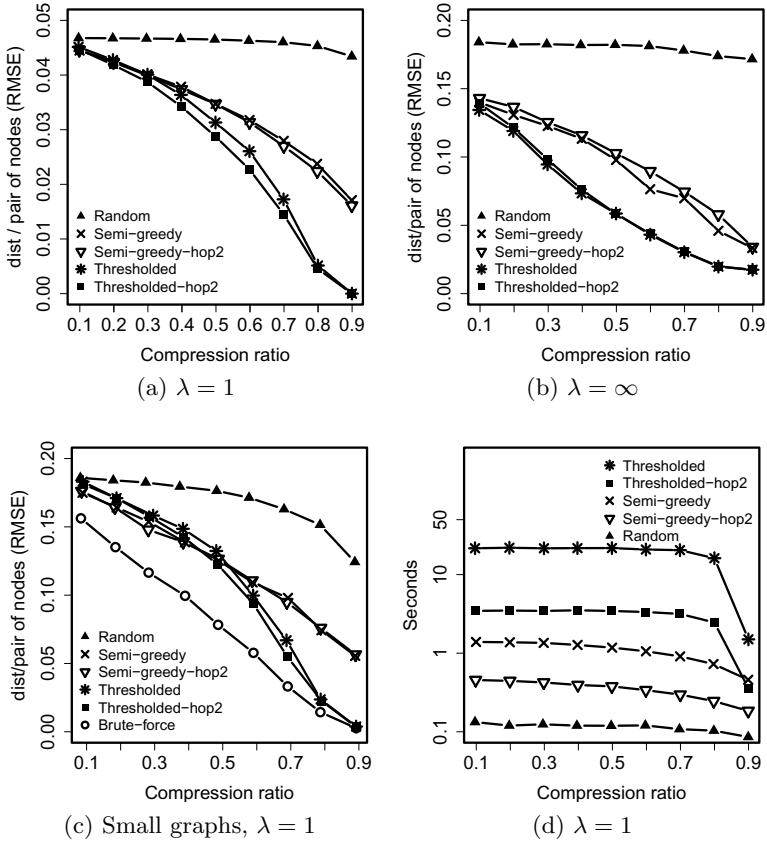 dist / pair of nodes (RMSE)
0.05
0.04
0.03
0.02
0.01
0.00
Random
Semi−greedy
Semi−greedy−hop2
Thresholded
Thresholded−hop2
0.1 0.2 0.3 0.4 0.5 0.6 0.7 0.8 0.9
Compression ratio
(a) λ = 1
dist/pair of nodes (RMSE)
0.20
0.15
0.10
0.05
0.00
Random
Semi−greedy
Semi−greedy−hop2
Thresholded
Thresholded−hop2
0.1 0.3 0.5 0.7 0.9
Compression ratio
(b) λ = ∞
dist/pair of nodes (RMSE)
0.20
0.15
0.10
0.05
0.00
Random
Semi−greedy
Semi−greedy−hop2
Thresholded
Thresholded−hop2
Brute−force
0.1 0.3 0.5 0.7 0.9
Compression ratio
(c) Small graphs, λ = 1
Seconds
50
10
1
0.1
Thresholded
Thresholded−hop2
Semi−greedy
Semi−greedy−hop2
Random
0.1 0.3 0.5 0.7 0.9
Compression ratio
(d) λ = 1